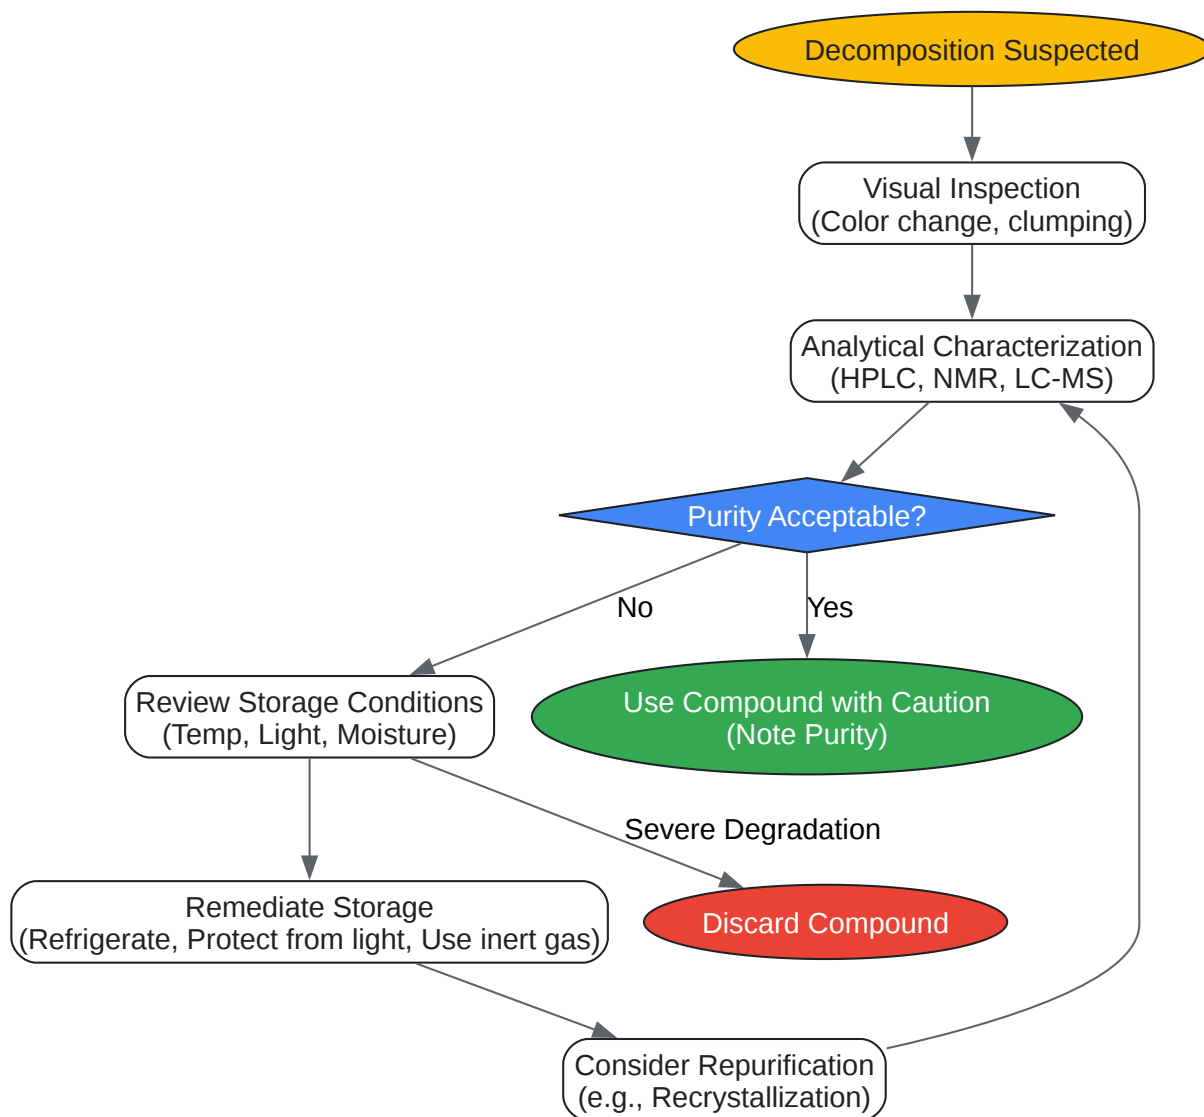 Decomposition Suspected
Visual Inspection
(Color change, clumping)
Analytical Characterization
(HPLC, NMR, LC-MS)
Purity Acceptable?
No
Yes
Review Storage Conditions
(Temp, Light, Moisture)
Use Compound with Caution
(Note Purity)
Severe Degradation
Remediate Storage
(Refrigerate, Protect from light, Use inert gas)
Discard Compound
Consider Repurification
(e.g., Recrystallization)